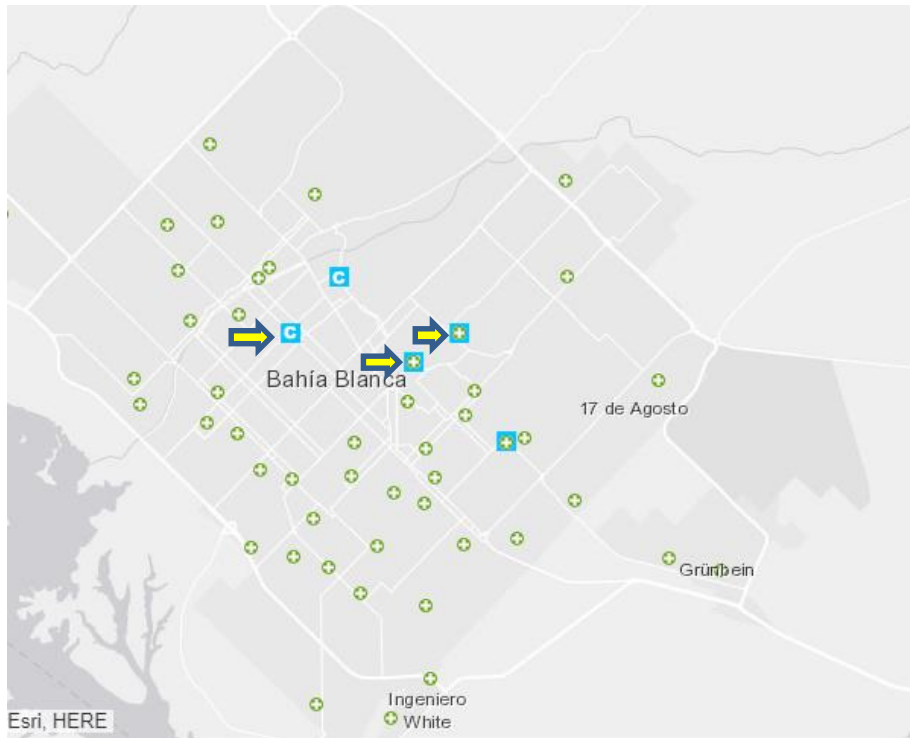 C
C
Bahía Blanca
17 de Agosto
Grünbein
Ingeniero
White
Esri, HERE